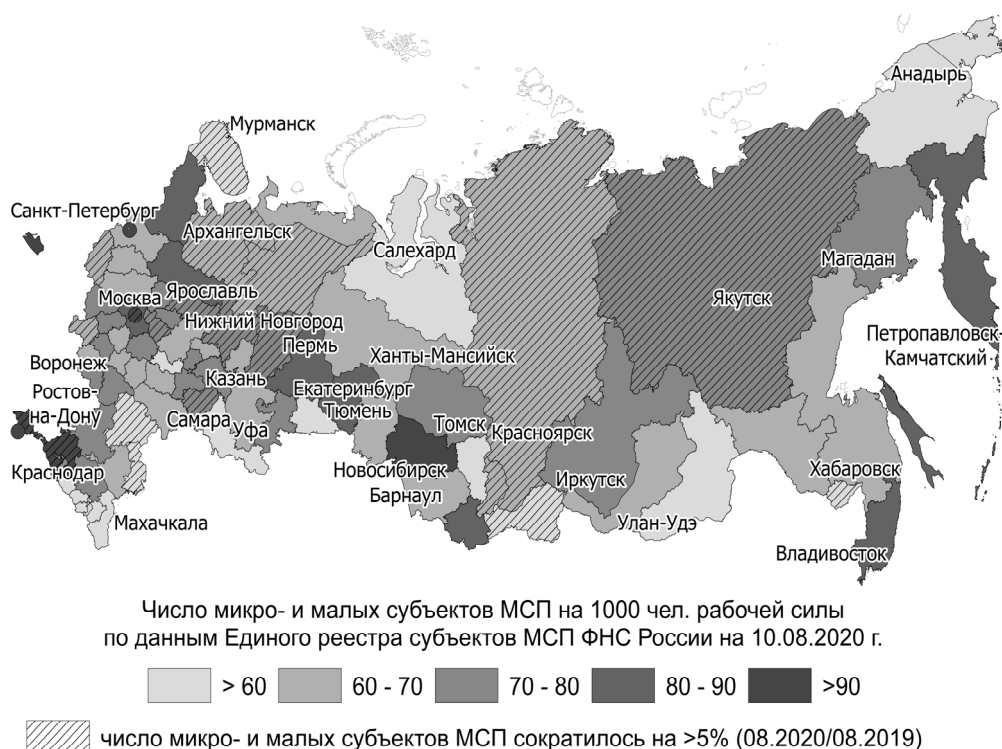 Анадырь
Мурманск
Санкт-Петербург
Архангельск
Салехард
Магадан
Москва
Ярославль
Якутск
Нижний Новгород
Петропавловск-
Камчатский
Пермь
Ханты-Мансийск
Воронеж
Казань
Екатеринбург
Ростов-
на-Дону
Тюмень
Самара
Уфа
Томск
Красноярск
Краснодар
Новосибирск
Иркутск
Хабаровск
Барнаул
Махачкала
Улан-Удэ
Владивосток
Число микро- и малых субъектов МСП на 1000 чел. рабочей силы
по данным Единого реестра субъектов МСП ФНС России на 10.08.2020 г.
> 60 60 - 70 70 - 80 80 - 90 >90
число микро- и малых субъектов МСП сократилось на >5% (08.2020/08.2019)